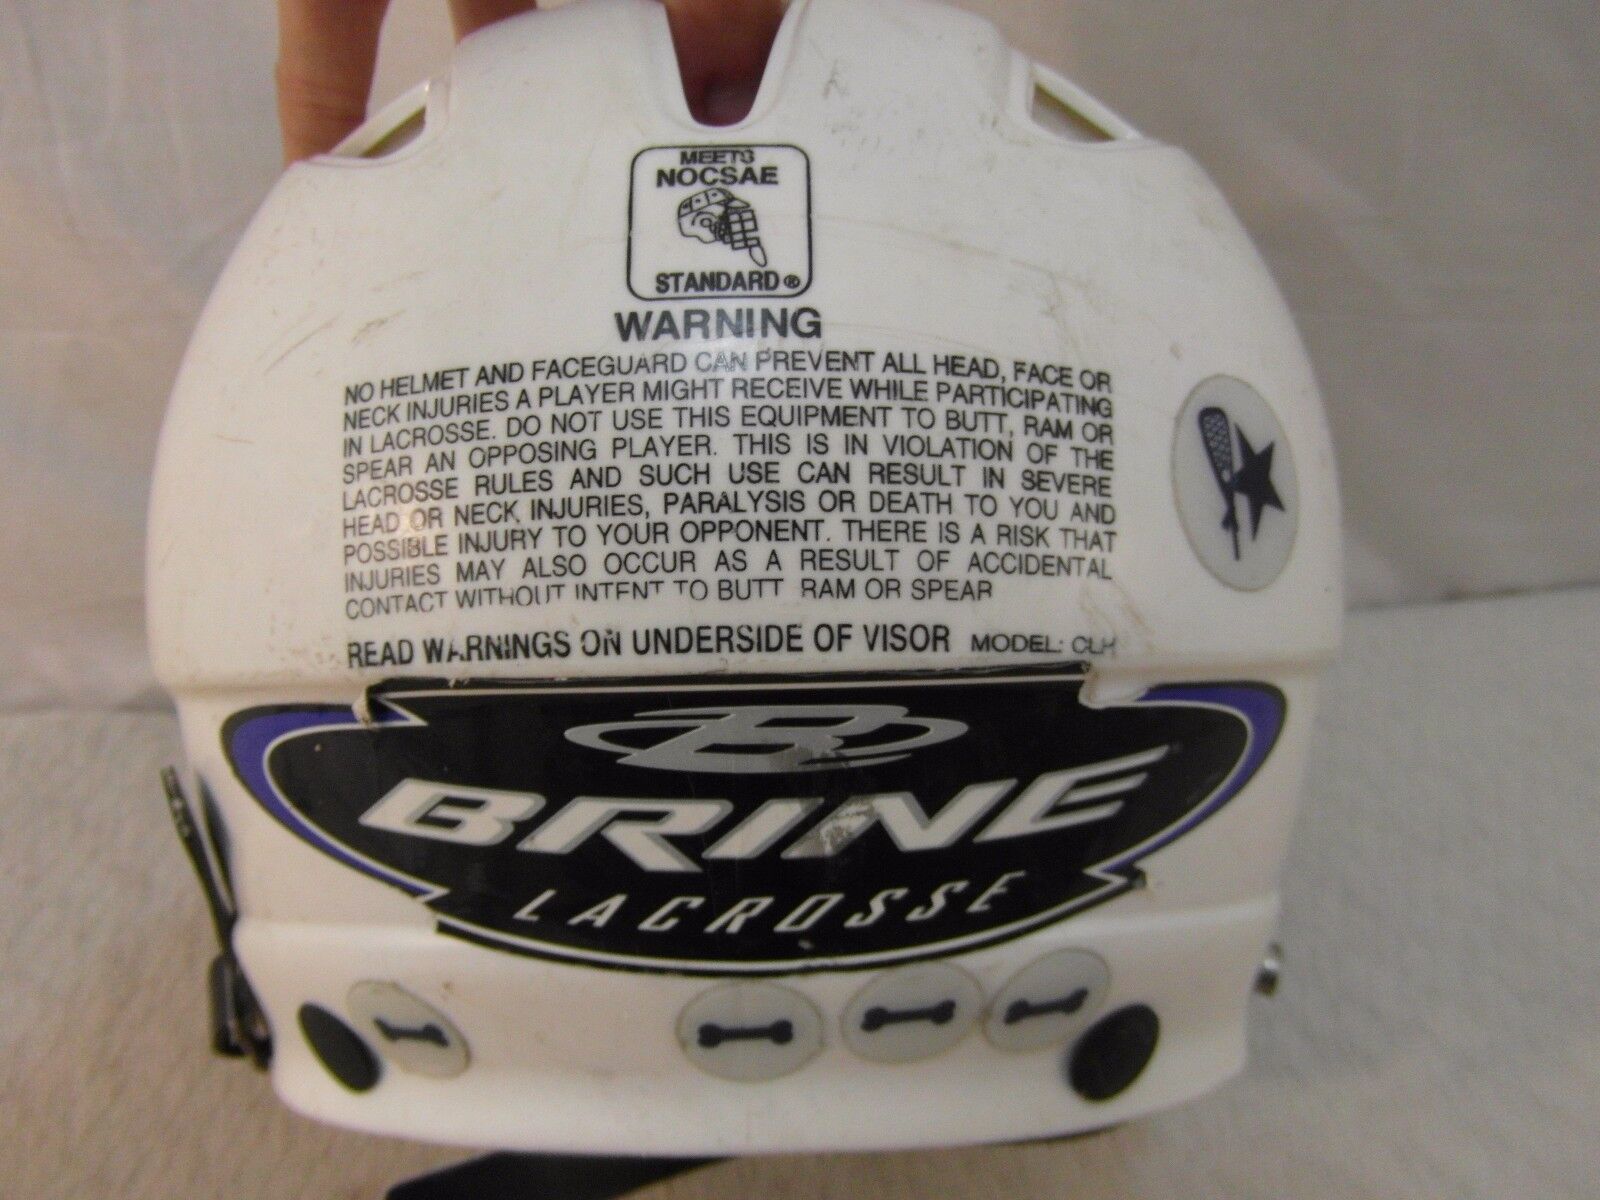 MEETS
NOCSAE
STANDARD®
WARNING
NO HELMET AND FACEGUARD CAN PREVENT ALL HEAD, FACE OR
NECK INJURIES A PLAYER MIGHT RECEIVE WHILE PARTICIPATING
IN LACROSSE. DO NOT USE THIS EQUIPMENT TO BUTT, RAM OR
SPEAR AN OPPOSING PLAYER. THIS IS IN VIOLATION OF THE
LACROSSE RULES AND SUCH USE CAN RESULT IN SEVERE
HEAD OR NECK INJURIES, PARALYSIS OR DEATH TO YOU AND
POSSIBLE INJURY TO YOUR OPPONENT. THERE IS A RISK THAT
INJURIES MAY ALSO OCCUR AS A RESULT OF ACCIDENTAL
CONTACT WITHOUT INTENT TO BUTT RAM OR SPEAR
READ WARNINGS ON UNDERSIDE OF VISOR MODEL: CLH
B
BRINE
LACROSSE